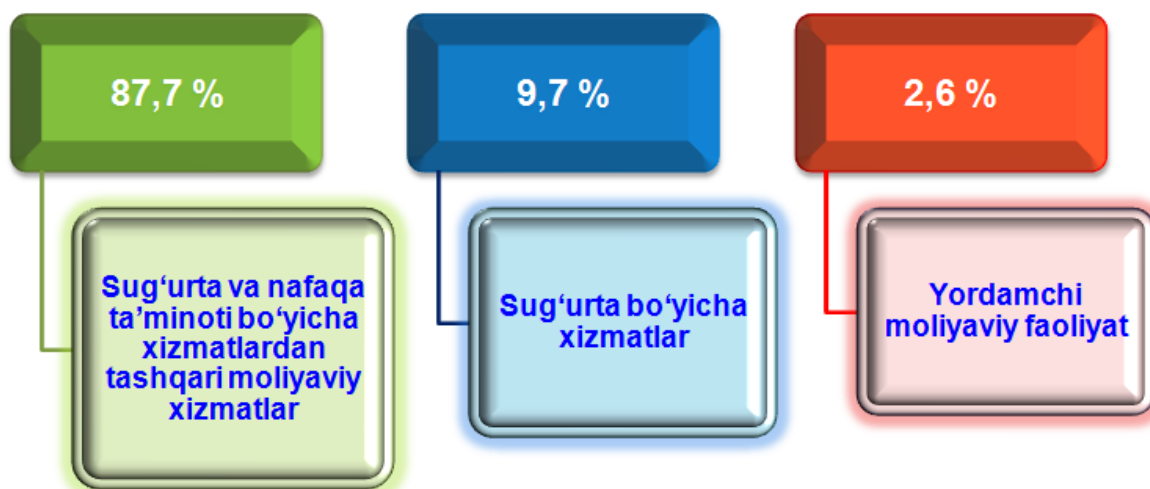 87,7 %
9,7 %
2,6 %
Sug‘urta va nafaqa
ta’minoti bo‘yicha
xizmatlardan
tashqari moliyaviy
xizmatlar
Sug‘urta bo‘yicha
xizmatlar
Yordamchi
moliyaviy faoliyat